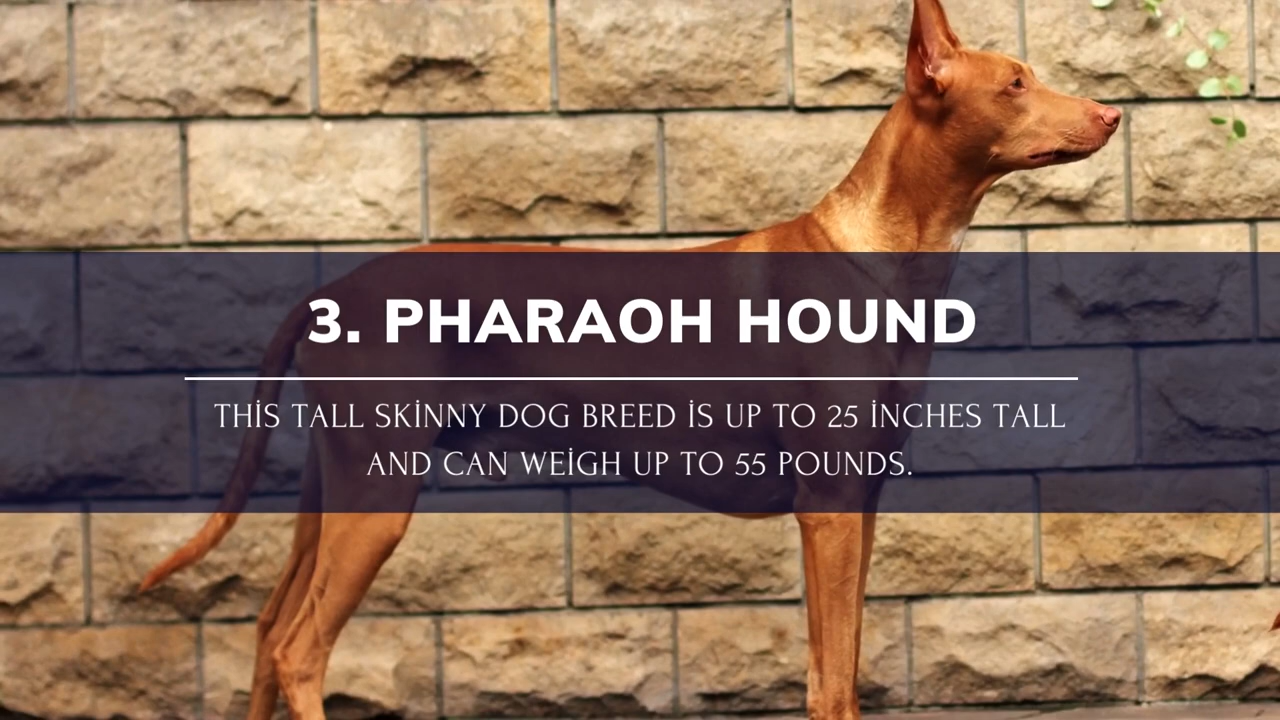 3. PHARAOH HOUND
THİS TALL SKİNNY DOG BREED İS UP TO 25 İNCHES TALL
AND CAN WEİGH UP TO 55 POUNDS.